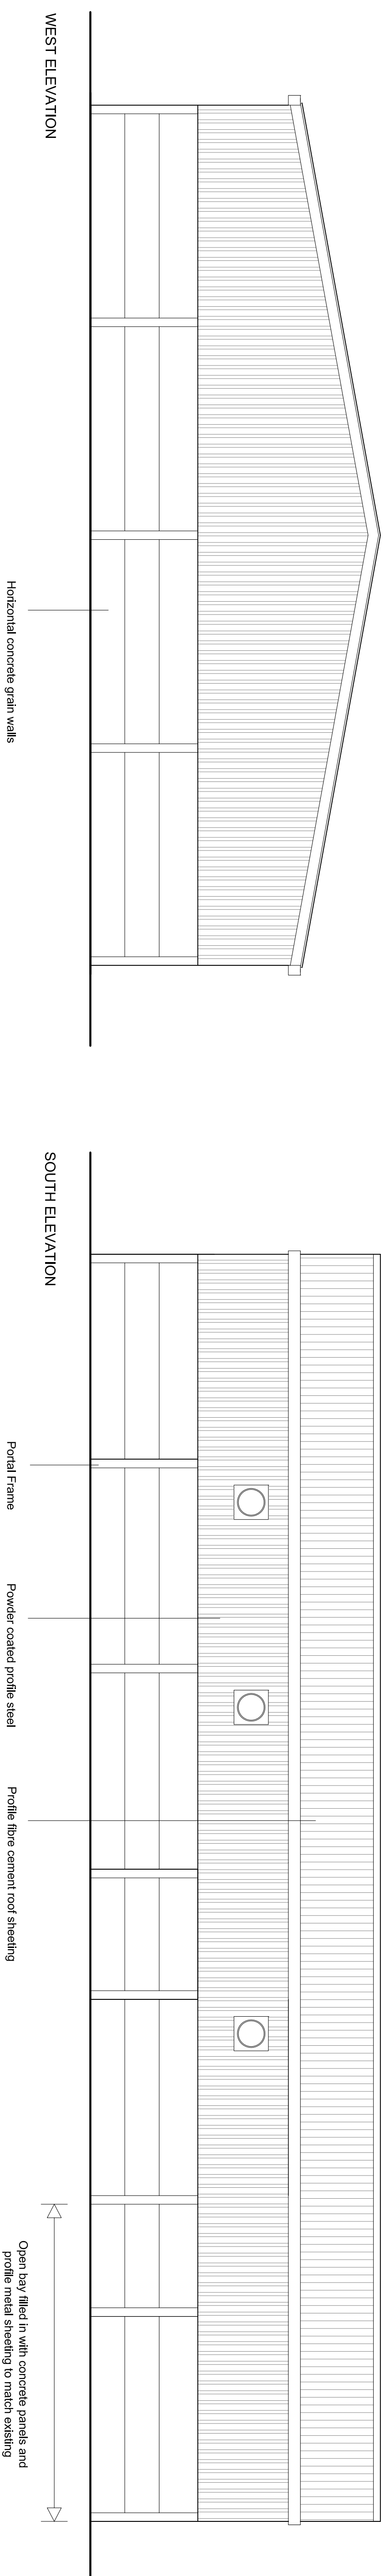 WEST ELEVATION
Horizontal concrete grain walls
SOUTH ELEVATION
Portal Frame
Powder coated profile steel
Profile fibre cement roof sheeting
Open bay filled in with concrete panels and
profile metal sheeting to match existing